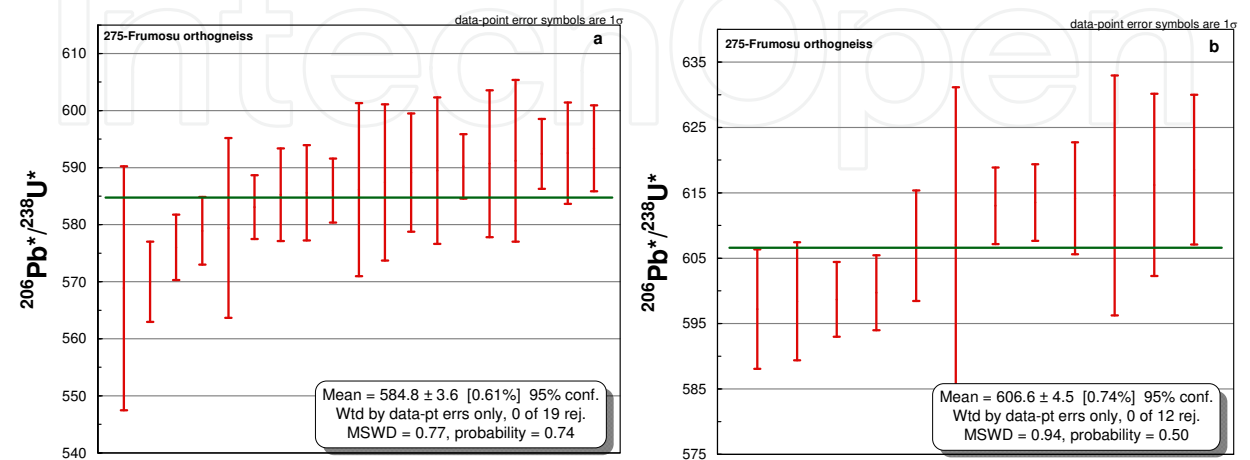 IntechOpen
data-point error symbols are 1σ
275-Frumosu orthogneiss
a
206Pb*/238U*
610
600
590
580
570
560
550
540
Mean = 584.8 ± 3.6 [0.61%] 95% conf.
Wtd by data-pt errs only, 0 of 19 rej.
MSWD = 0.77, probability = 0.74
data-point error symbols are 1σ
275-Frumosu orthogneiss
b
206Pb*/238U*
635
625
615
605
595
585
575
Mean = 606.6 ± 4.5 [0.74%] 95% conf.
Wtd by data-pt errs only, 0 of 12 rej.
MSWD = 0.94, probability = 0.50